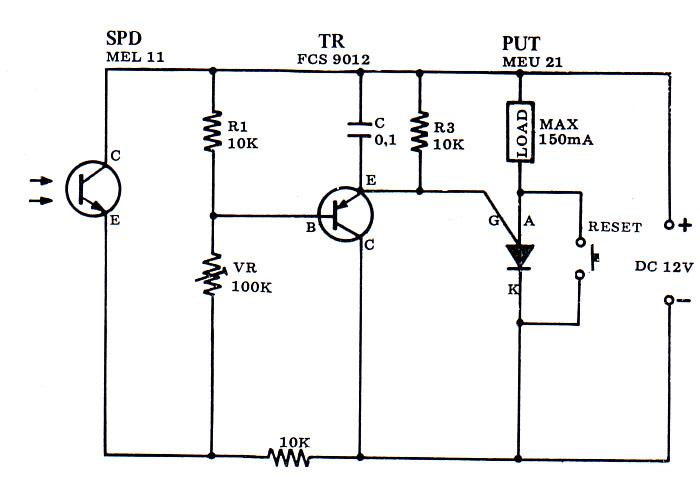 SPD
MEL 11
TR
FCS 9012
PUT
MEU 21
C
E
R1
10K
VR
100K
C
0,1
R3
10K
E
B
C
LOAD
MAX
150mA
G
A
K
RESET
+
DC 12V
-
10K